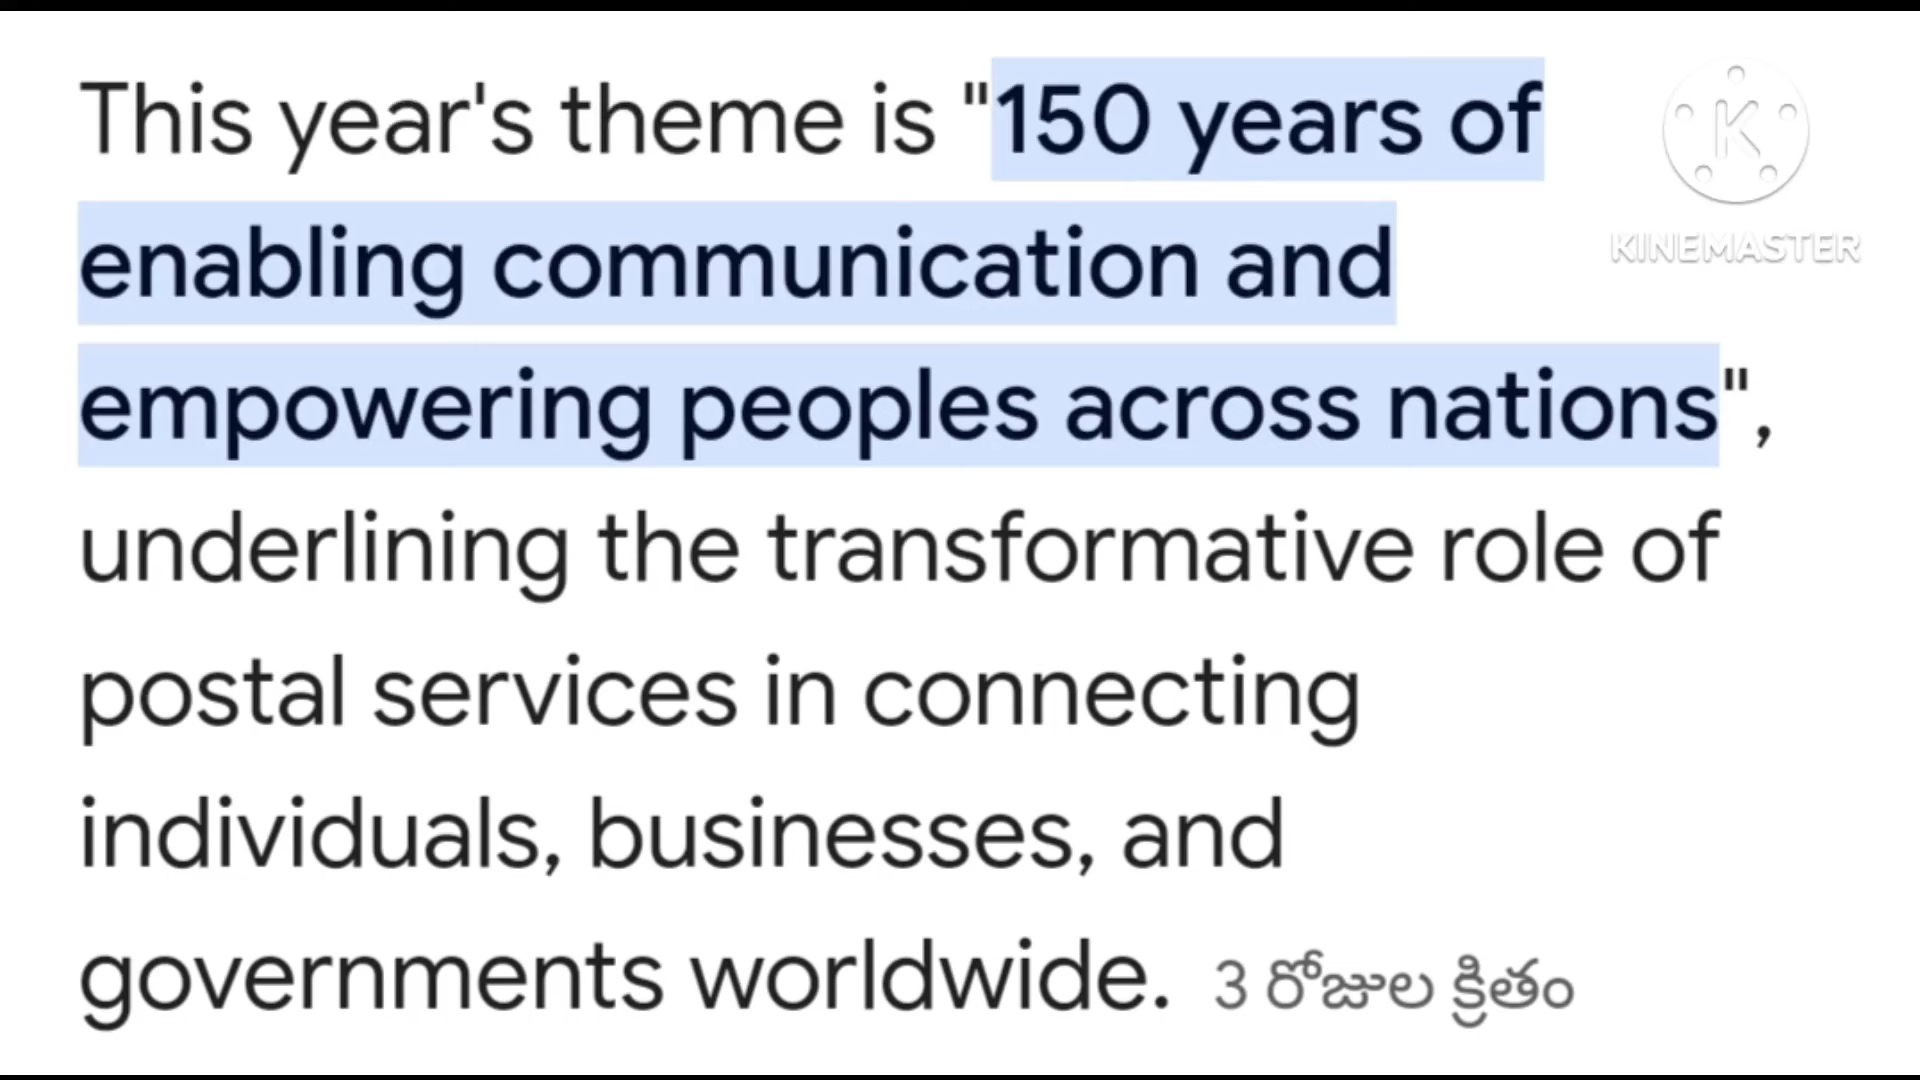 This year's theme is "150 years of
enabling communication and
empowering peoples across nations",
underlining the transformative role of
postal services in connecting
individuals, businesses, and
governments worldwide. 3 రోజుల క్రితం
K
KINEMASTER